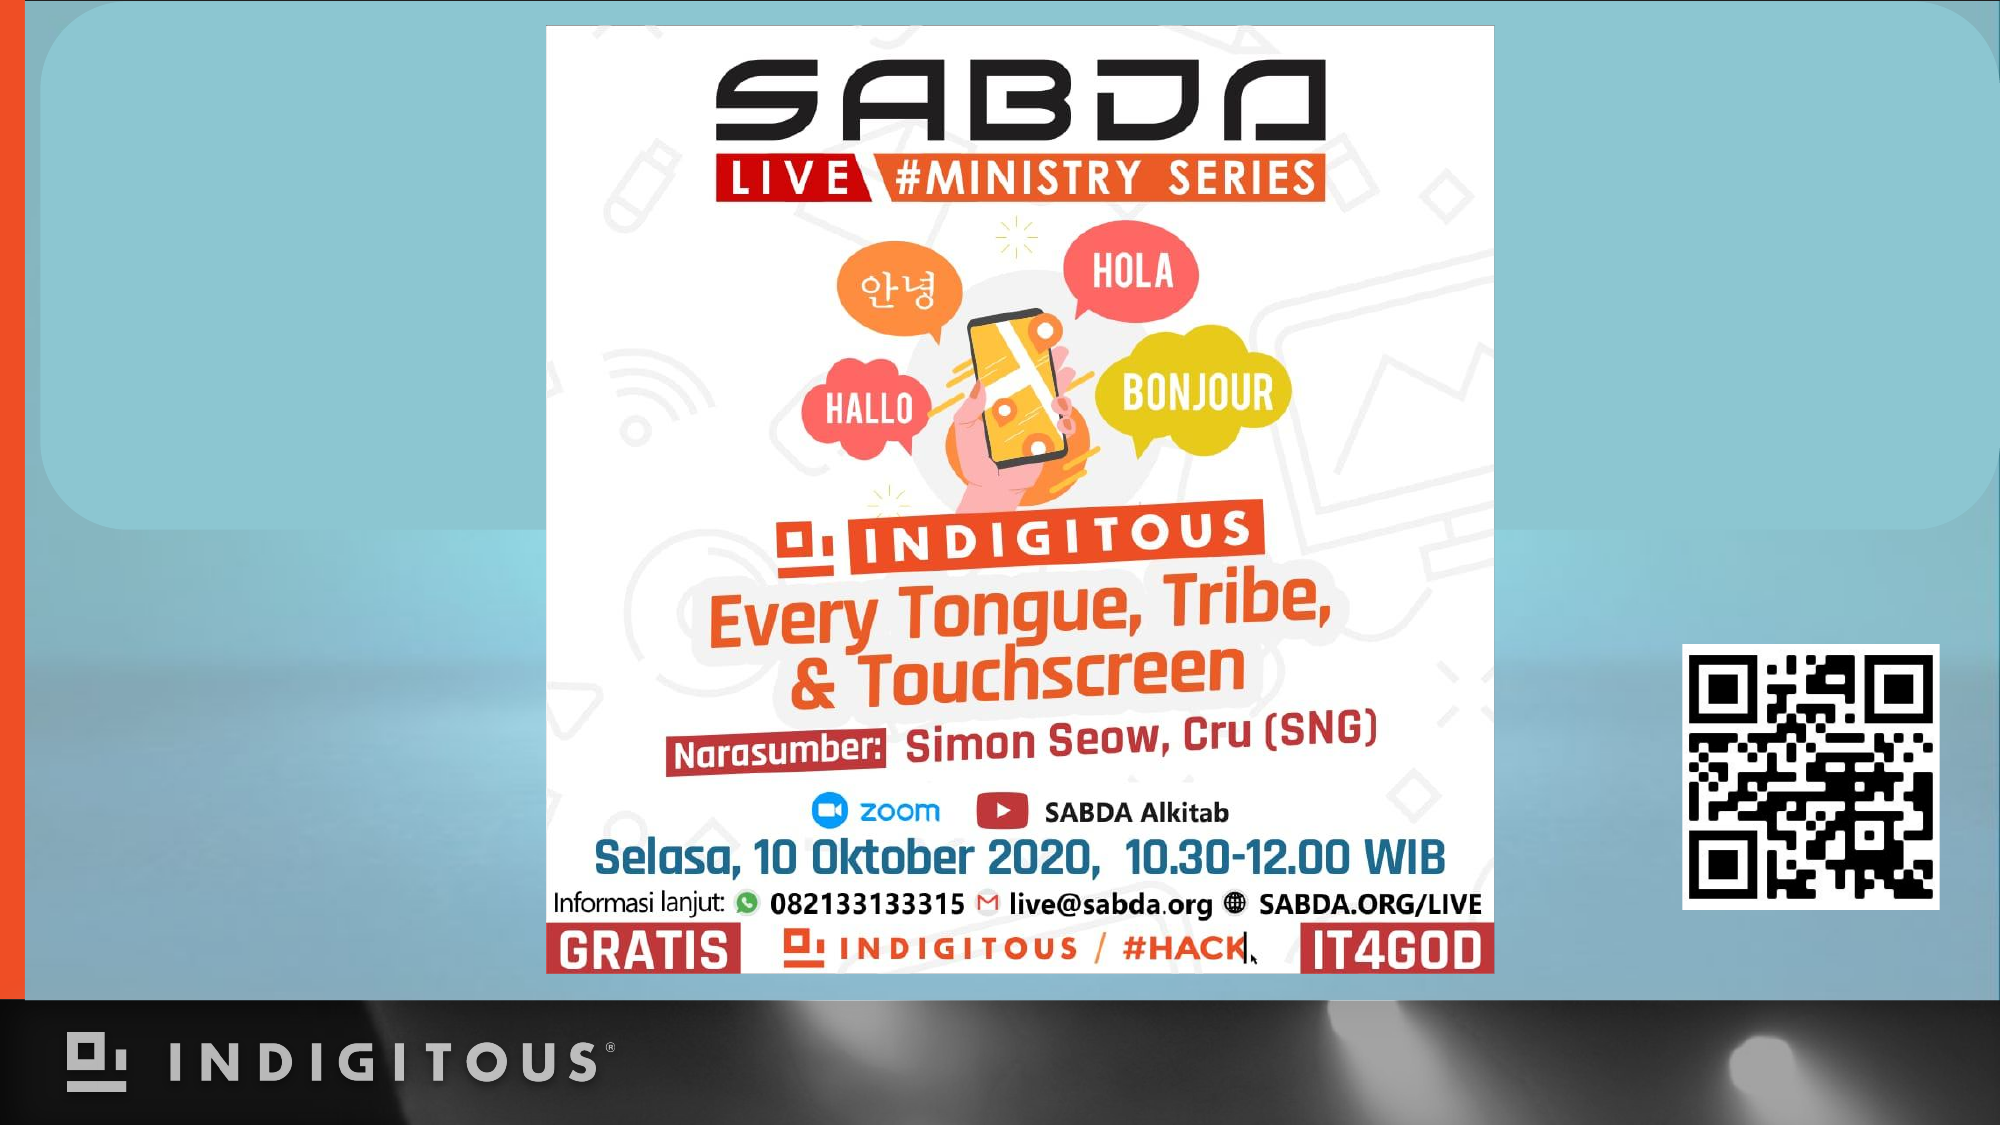 SABDA
LIVE #MINISTRY SERIES
안녕
HOLA
HALLO
BONJOUR
INDIGITOUS
Every Tongue, Tribe,
& Touchscreen
Narasumber: Simon Seow, Cru (SNG)
zoom SABDA Alkitab
Selasa, 10 Oktober 2020, 10.30-12.00 WIB
Informasi lanjut: 082133133315 live@sabda.org SABDA.ORG/LIVE
GRATIS INDIGITOUS / #HACK IT4GOD
INDIGITOUS®